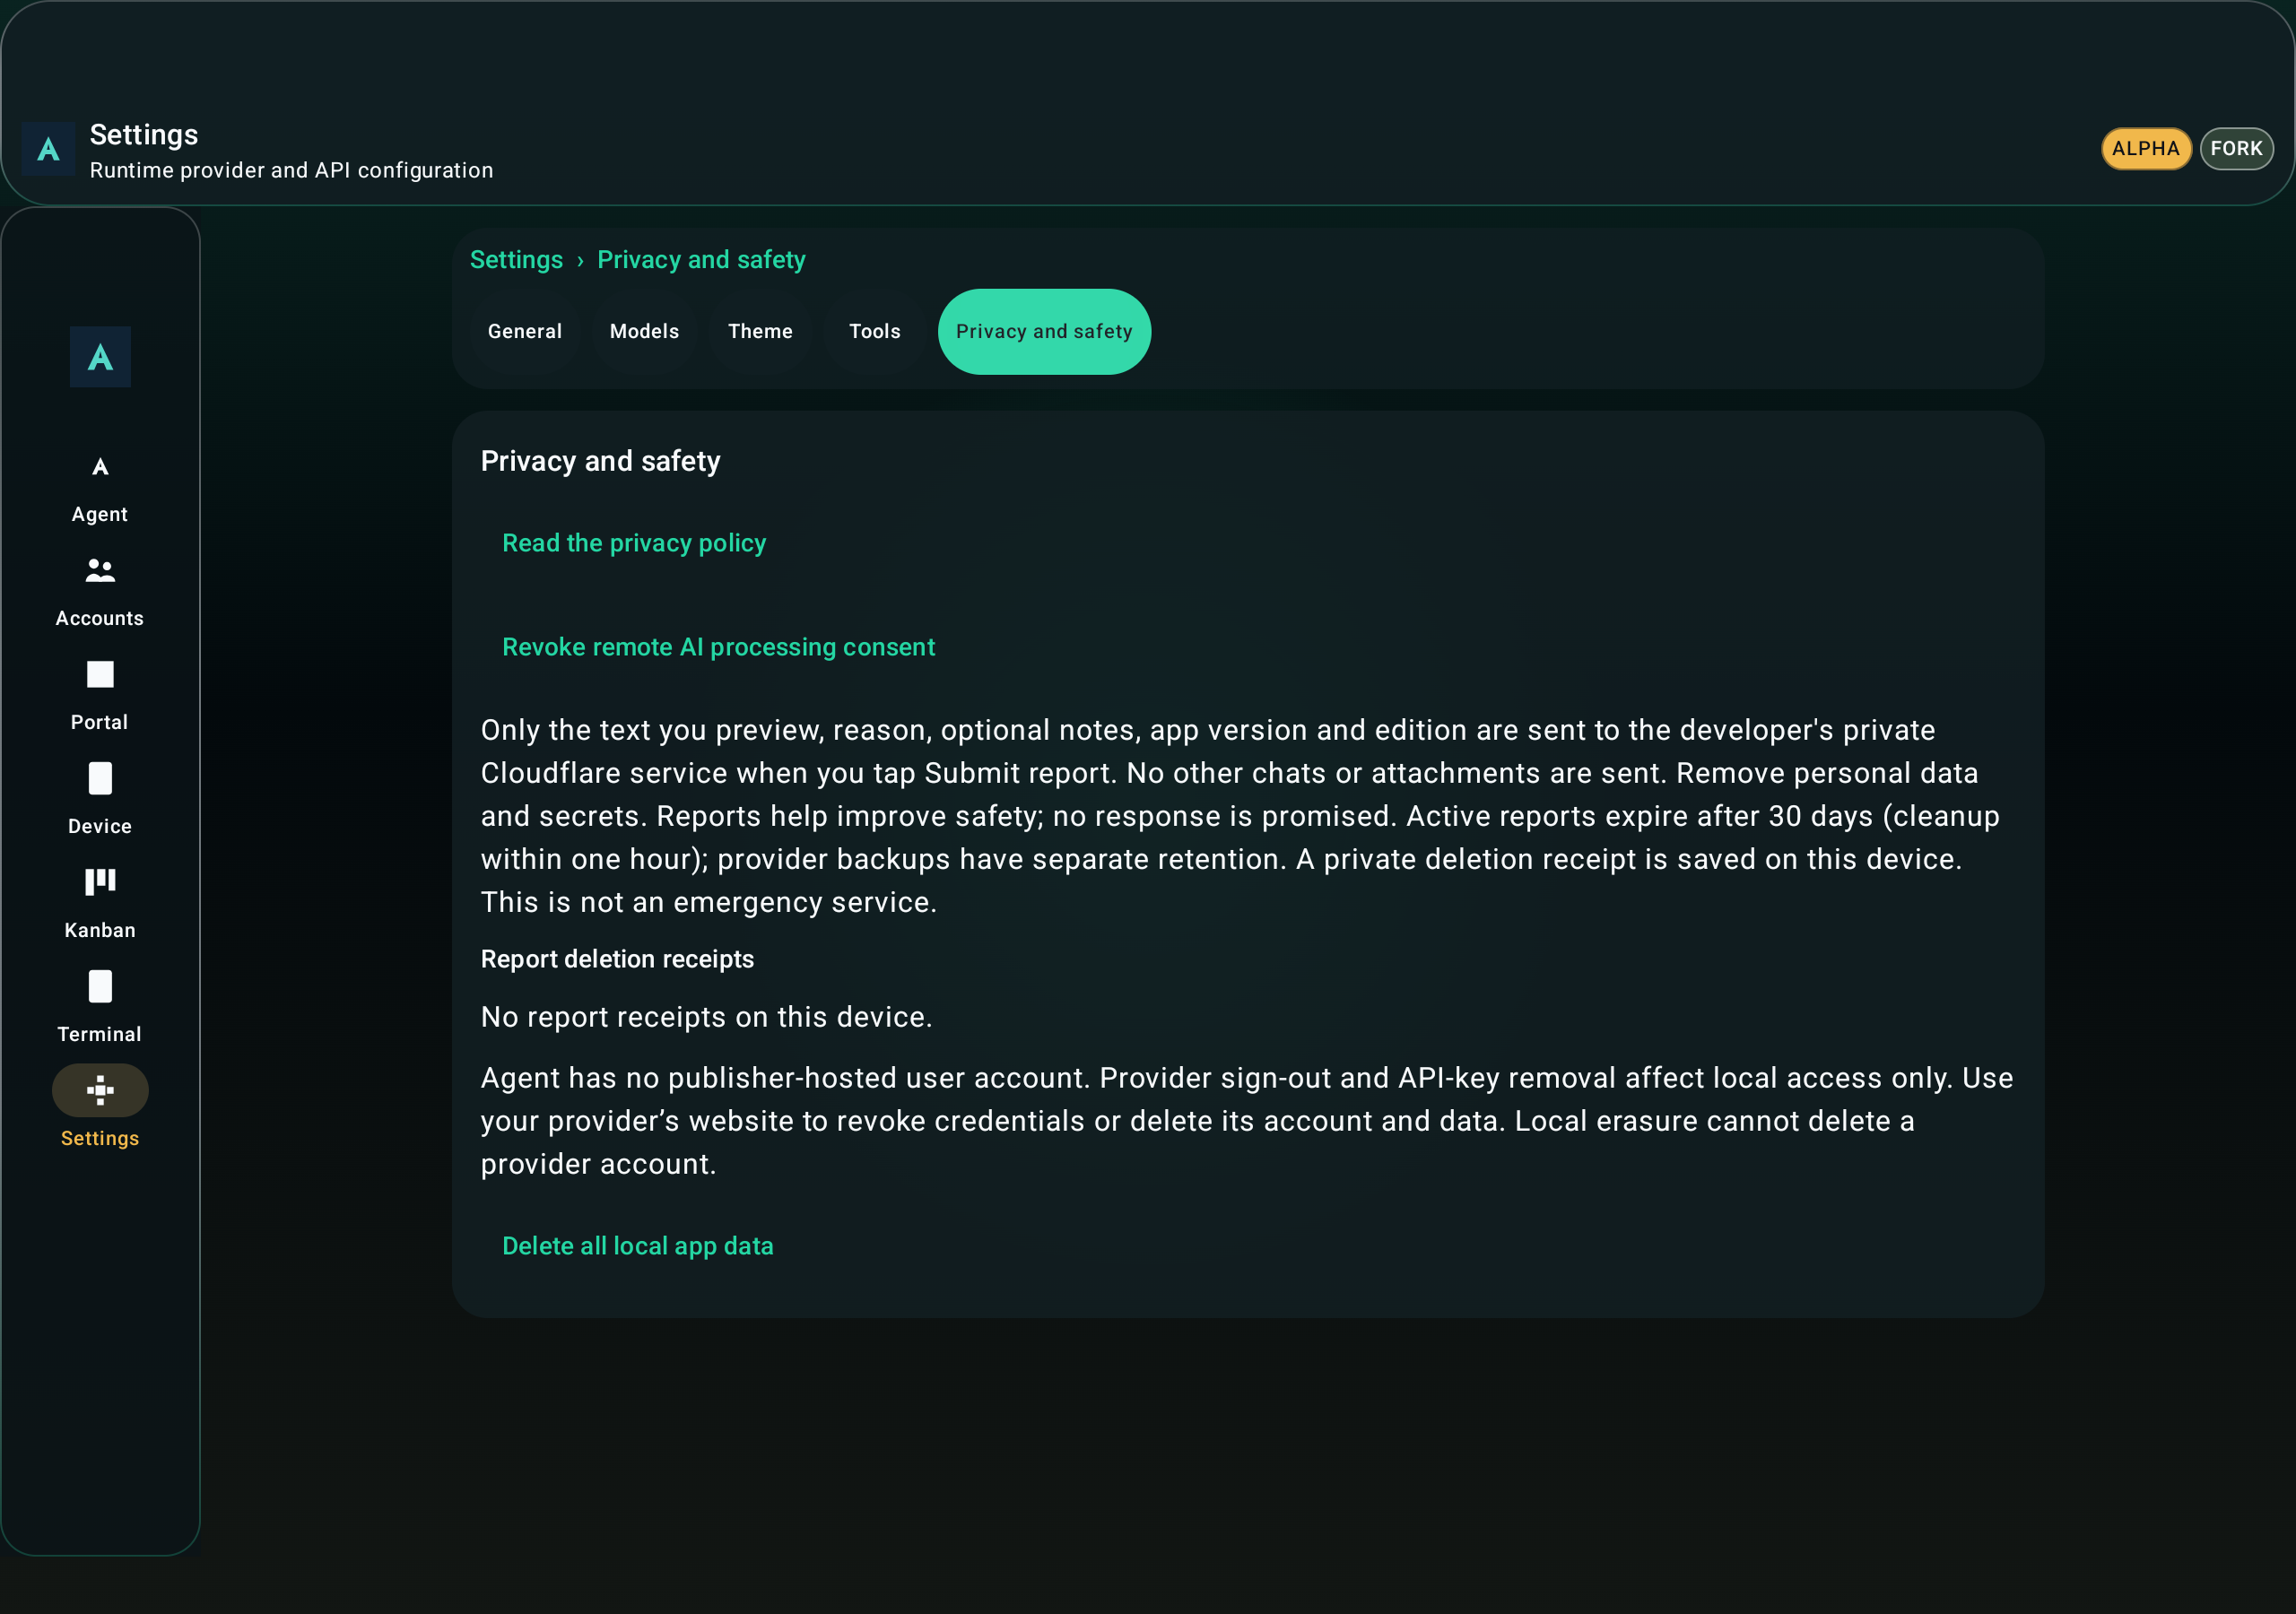 Settings
Runtime provider and API configuration
ALPHA
FORK
Agent
Accounts
Portal
Device
Kanban
Terminal
Settings
Settings › Privacy and safety
General
Models
Theme
Tools
Privacy and safety
Privacy and safety
Read the privacy policy
Revoke remote AI processing consent
Only the text you preview, reason, optional notes, app version and edition are sent to the developer's private
Cloudflare service when you tap Submit report. No other chats or attachments are sent. Remove personal data
and secrets. Reports help improve safety; no response is promised. Active reports expire after 30 days (cleanup
within one hour); provider backups have separate retention. A private deletion receipt is saved on this device.
This is not an emergency service.
Report deletion receipts
No report receipts on this device.
Agent has no publisher-hosted user account. Provider sign-out and API-key removal affect local access only. Use
your provider’s website to revoke credentials or delete its account and data. Local erasure cannot delete a
provider account.
Delete all local app data